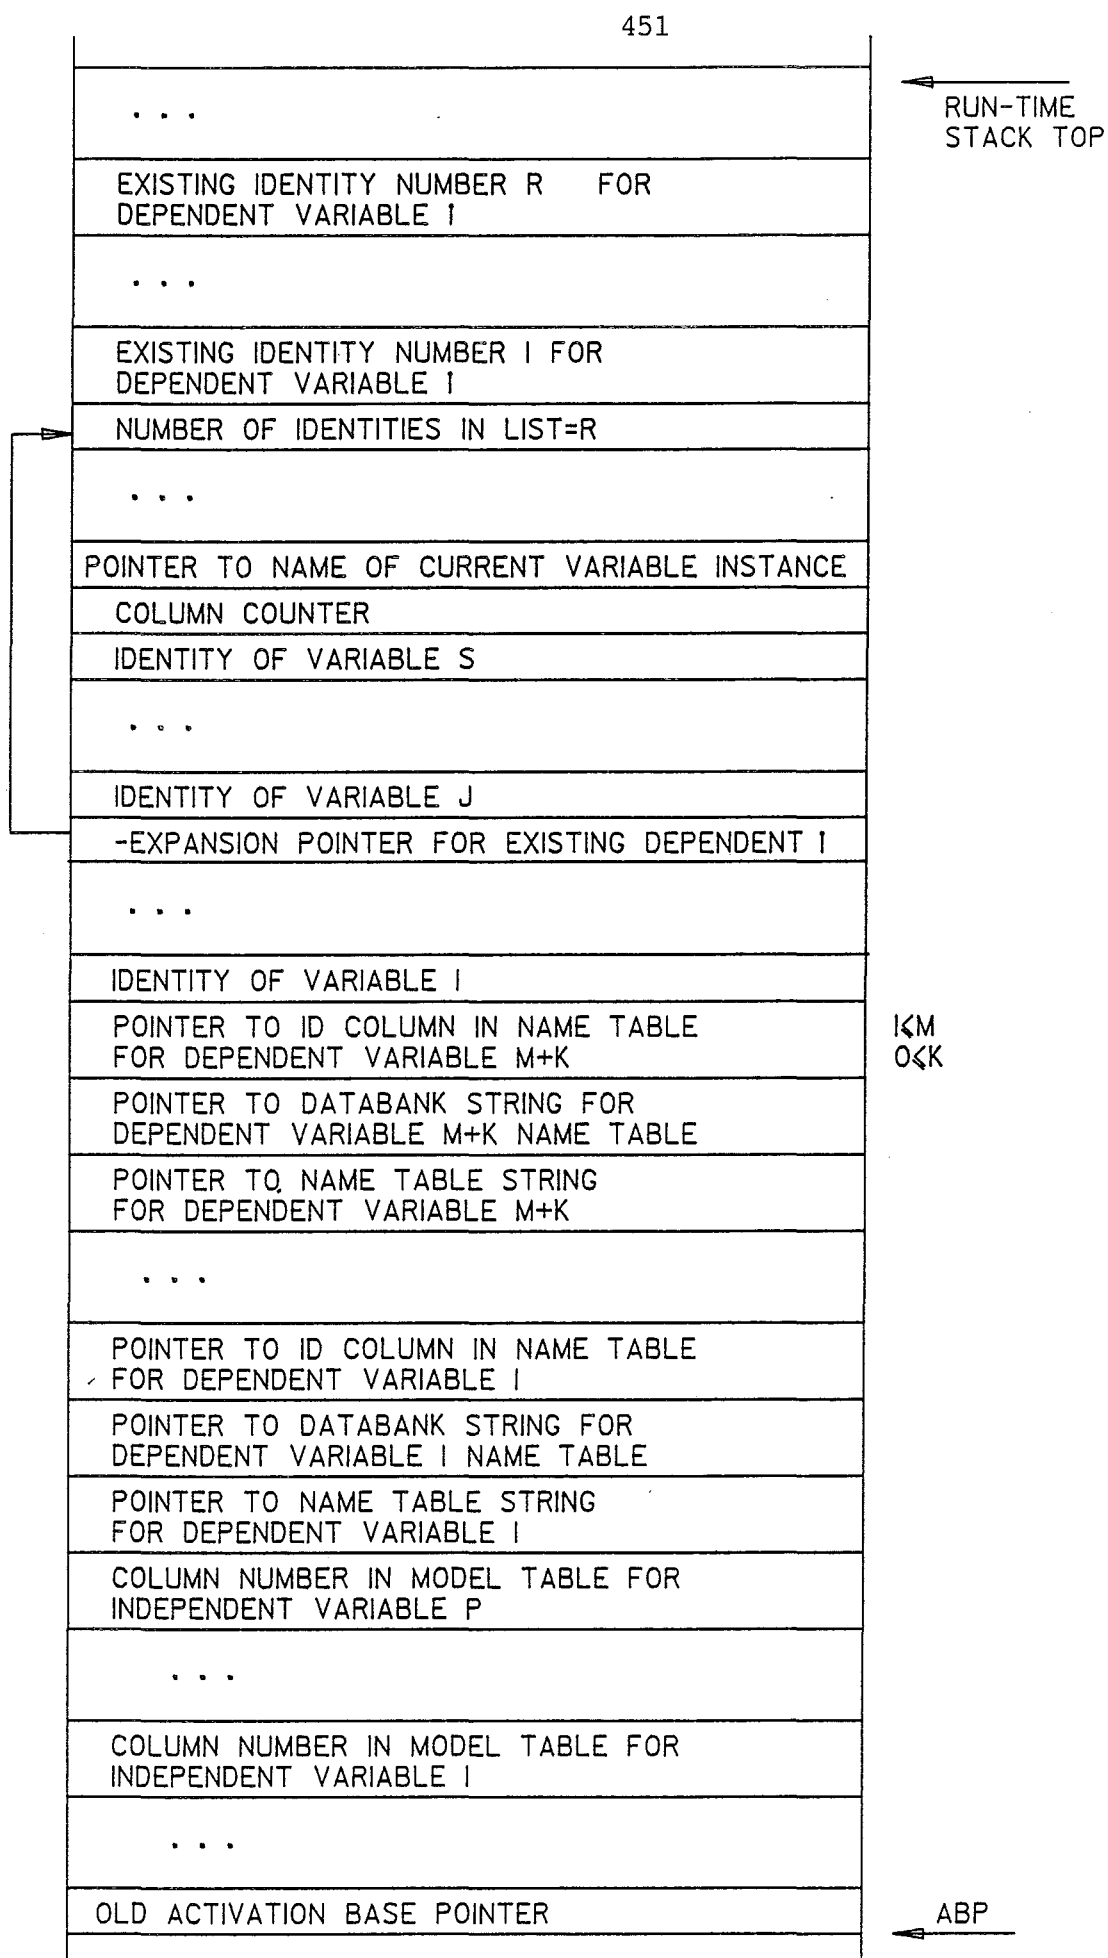 451
RUN-TIME
STACK TOP
...
EXISTING IDENTITY NUMBER R FOR
DEPENDENT VARIABLE I
...
EXISTING IDENTITY NUMBER I FOR
DEPENDENT VARIABLE I
NUMBER OF IDENTITIES IN LIST=R
...
POINTER TO NAME OF CURRENT VARIABLE INSTANCE
COLUMN COUNTER
IDENTITY OF VARIABLE S
...
IDENTITY OF VARIABLE J
-EXPANSION POINTER FOR EXISTING DEPENDENT I
...
IDENTITY OF VARIABLE I
POINTER TO ID COLUMN IN NAME TABLE
FOR DEPENDENT VARIABLE M+K
I≤M
0≤K
POINTER TO DATABANK STRING FOR
DEPENDENT VARIABLE M+K NAME TABLE
POINTER TO NAME TABLE STRING
FOR DEPENDENT VARIABLE M+K
...
POINTER TO ID COLUMN IN NAME TABLE
FOR DEPENDENT VARIABLE I
POINTER TO DATABANK STRING FOR
DEPENDENT VARIABLE I NAME TABLE
POINTER TO NAME TABLE STRING
FOR DEPENDENT VARIABLE I
COLUMN NUMBER IN MODEL TABLE FOR
INDEPENDENT VARIABLE P
...
COLUMN NUMBER IN MODEL TABLE FOR
INDEPENDENT VARIABLE I
...
OLD ACTIVATION BASE POINTER
ABP